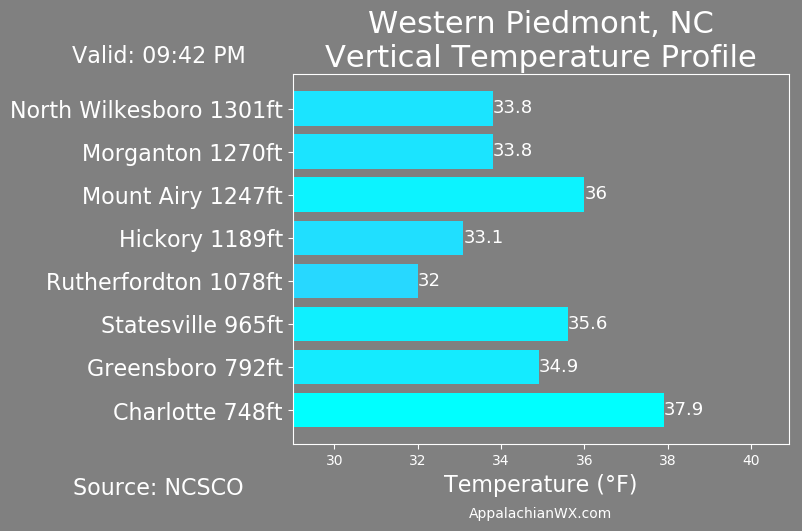 Western Piedmont, NC
Vertical Temperature Profile
Valid: 09:42 PM
North Wilkesboro 1301ft 33.8
Morganton 1270ft 33.8
Mount Airy 1247ft 36
Hickory 1189ft 33.1
Rutherfordton 1078ft 32
Statesville 965ft 35.6
Greensboro 792ft 34.9
Charlotte 748ft 37.9
30 32 34 36 38 40
Temperature (°F)
Source: NCSCO
AppalachianWX.com